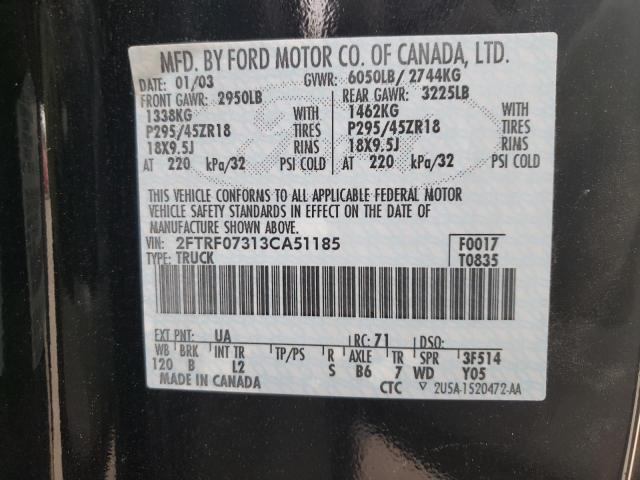 MFD. BY FORD MOTOR CO. OF CANADA, LTD.
DATE: 01/03 GVWR: 6050LB/ 2744KG
FRONT GAWR: 2950LB REAR GAWR: 3225LB
1338KG WITH 1462KG WITH
P295/45ZR18 TIRES P295/45ZR18 TIRES
18X9.5J RINS 18X9.5J RINS
AT 220 kPa/32 PSI COLD AT 220 kPa/32 PSI COLD
THIS VEHICLE CONFORMS TO ALL APPLICABLE FEDERAL MOTOR
VEHICLE SAFETY STANDARDS IN EFFECT ON THE DATE OF
MANUFACTURE SHOWN ABOVE.
VIN: 2FTRF07313CA51185 F0017
TYPE: TRUCK T0835
EXT PNT: UA RC: 71 DSO:
WB BRK INT TR TP/PS R AXLE TR SPR 3F514
120 B L2 S B6 7 WD Y05
MADE IN CANADA CTC ▽ 2U5A-1520472-AA